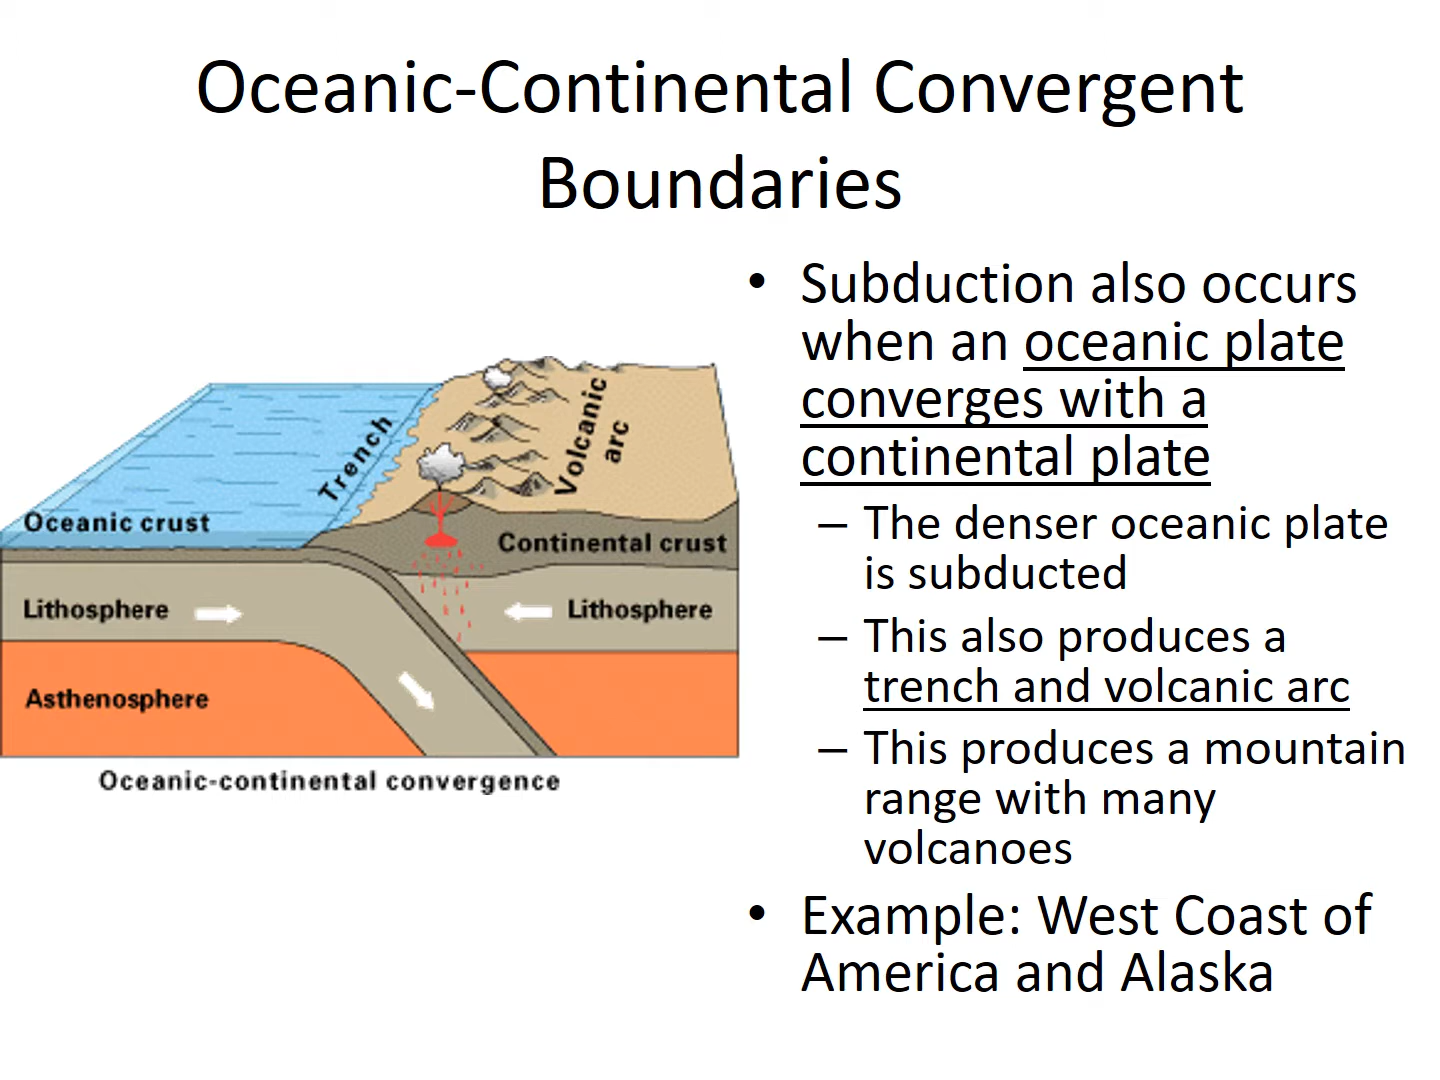 Oceanic-Continental Convergent
Boundaries
Trench
Volcanic
arc
Oceanic crust
Continental crust
Lithosphere
Lithosphere
Asthenosphere
Oceanic-continental convergence
• Subduction also occurs
when an oceanic plate
converges with a
continental plate
– The denser oceanic plate
is subducted
– This also produces a
trench and volcanic arc
– This produces a mountain
range with many
volcanoes
• Example: West Coast of
America and Alaska